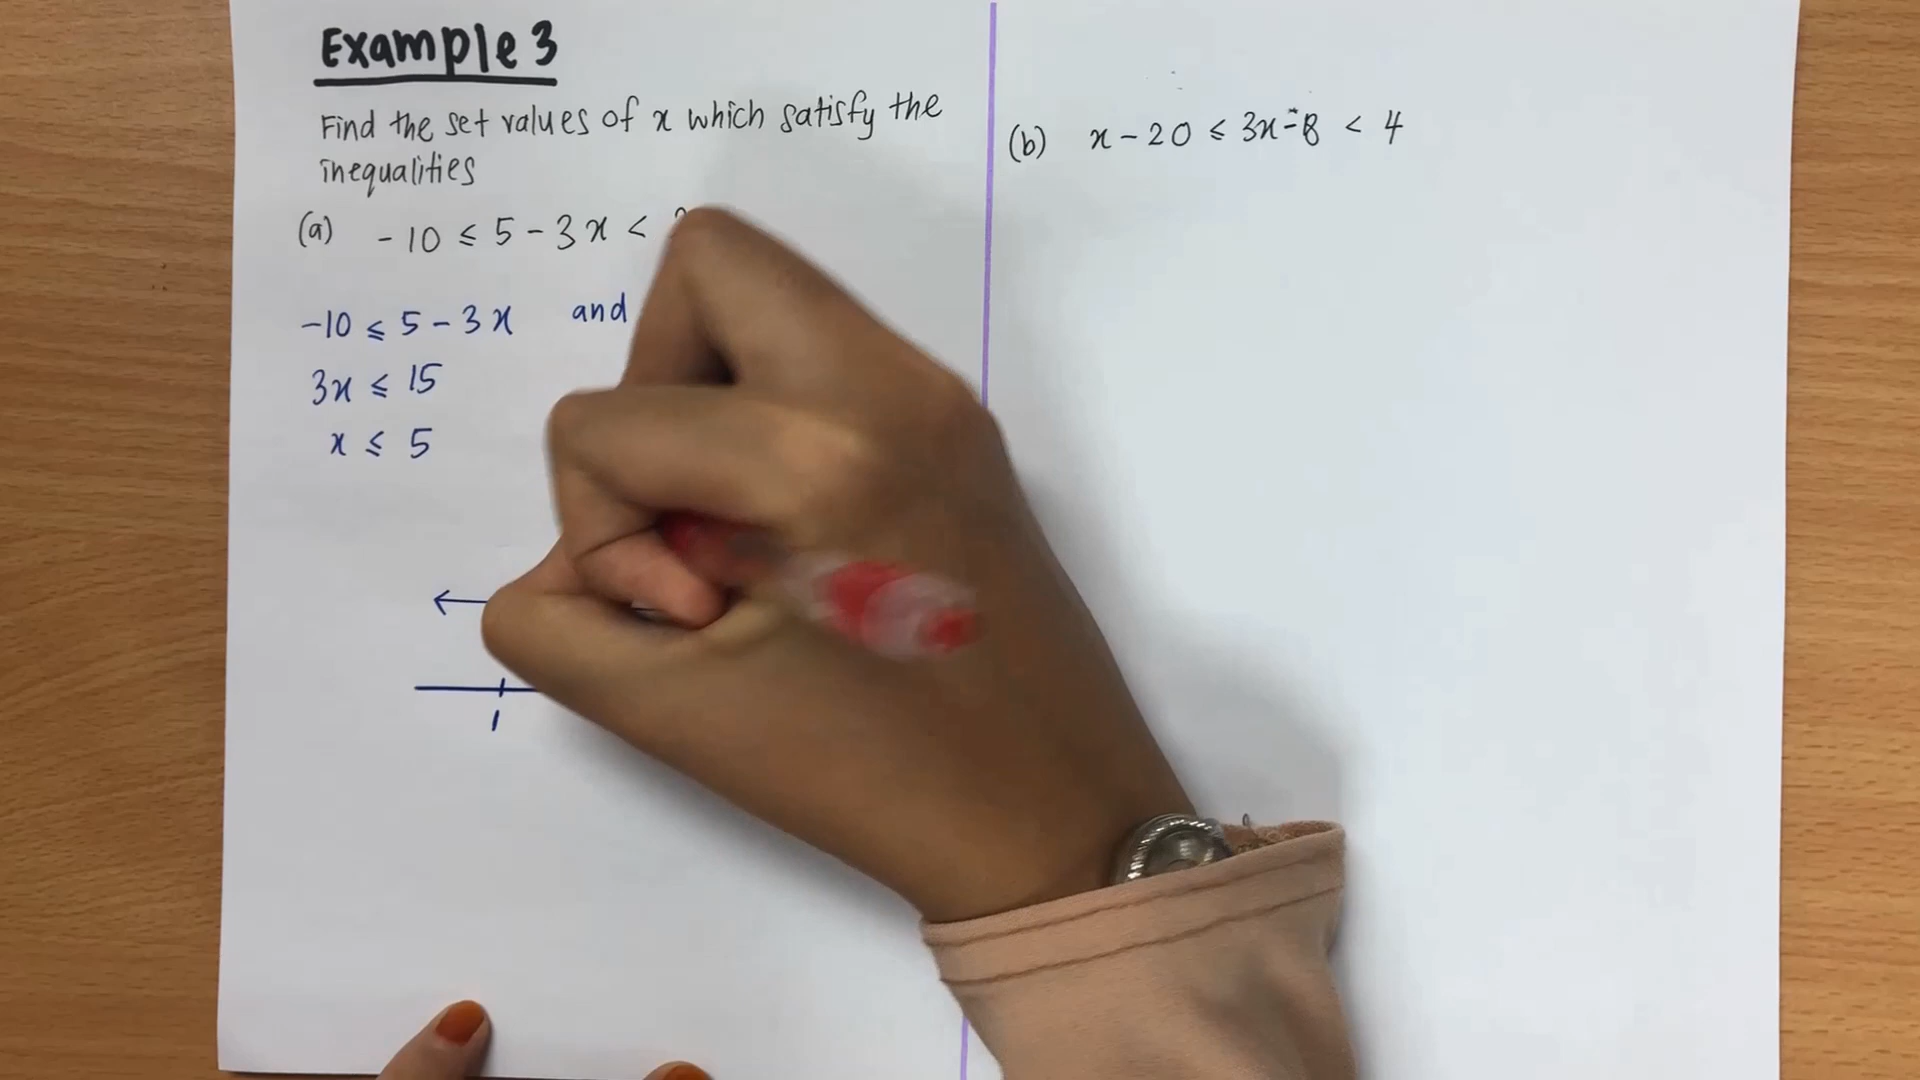 Example 3
Find the set values of x which satisfy the
inequalities
(a) -10 ≤ 5 - 3x <
-10 ≤ 5 - 3x and
3x ≤ 15
x ≤ 5
1
(b) x - 20 ≤ 3x - 8 < 4